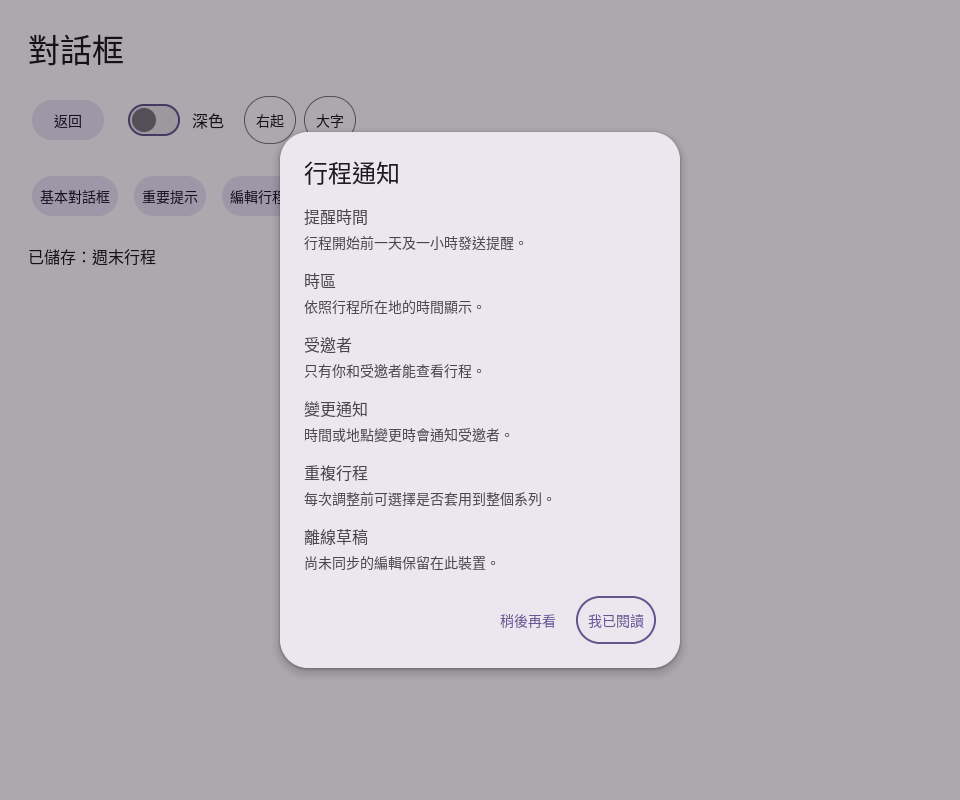 對話框
返回
深色
右起
大字
基本對話框
重要提示
編輯行程
已儲存：週末行程
行程通知
提醒時間
行程開始前一天及一小時發送提醒。
時區
依照行程所在地的時間顯示。
受邀者
只有你和受邀者能查看行程。
變更通知
時間或地點變更時會通知受邀者。
重複行程
每次調整前可選擇是否套用到整個系列。
離線草稿
尚未同步的編輯保留在此裝置。
稍後再看
我已閱讀